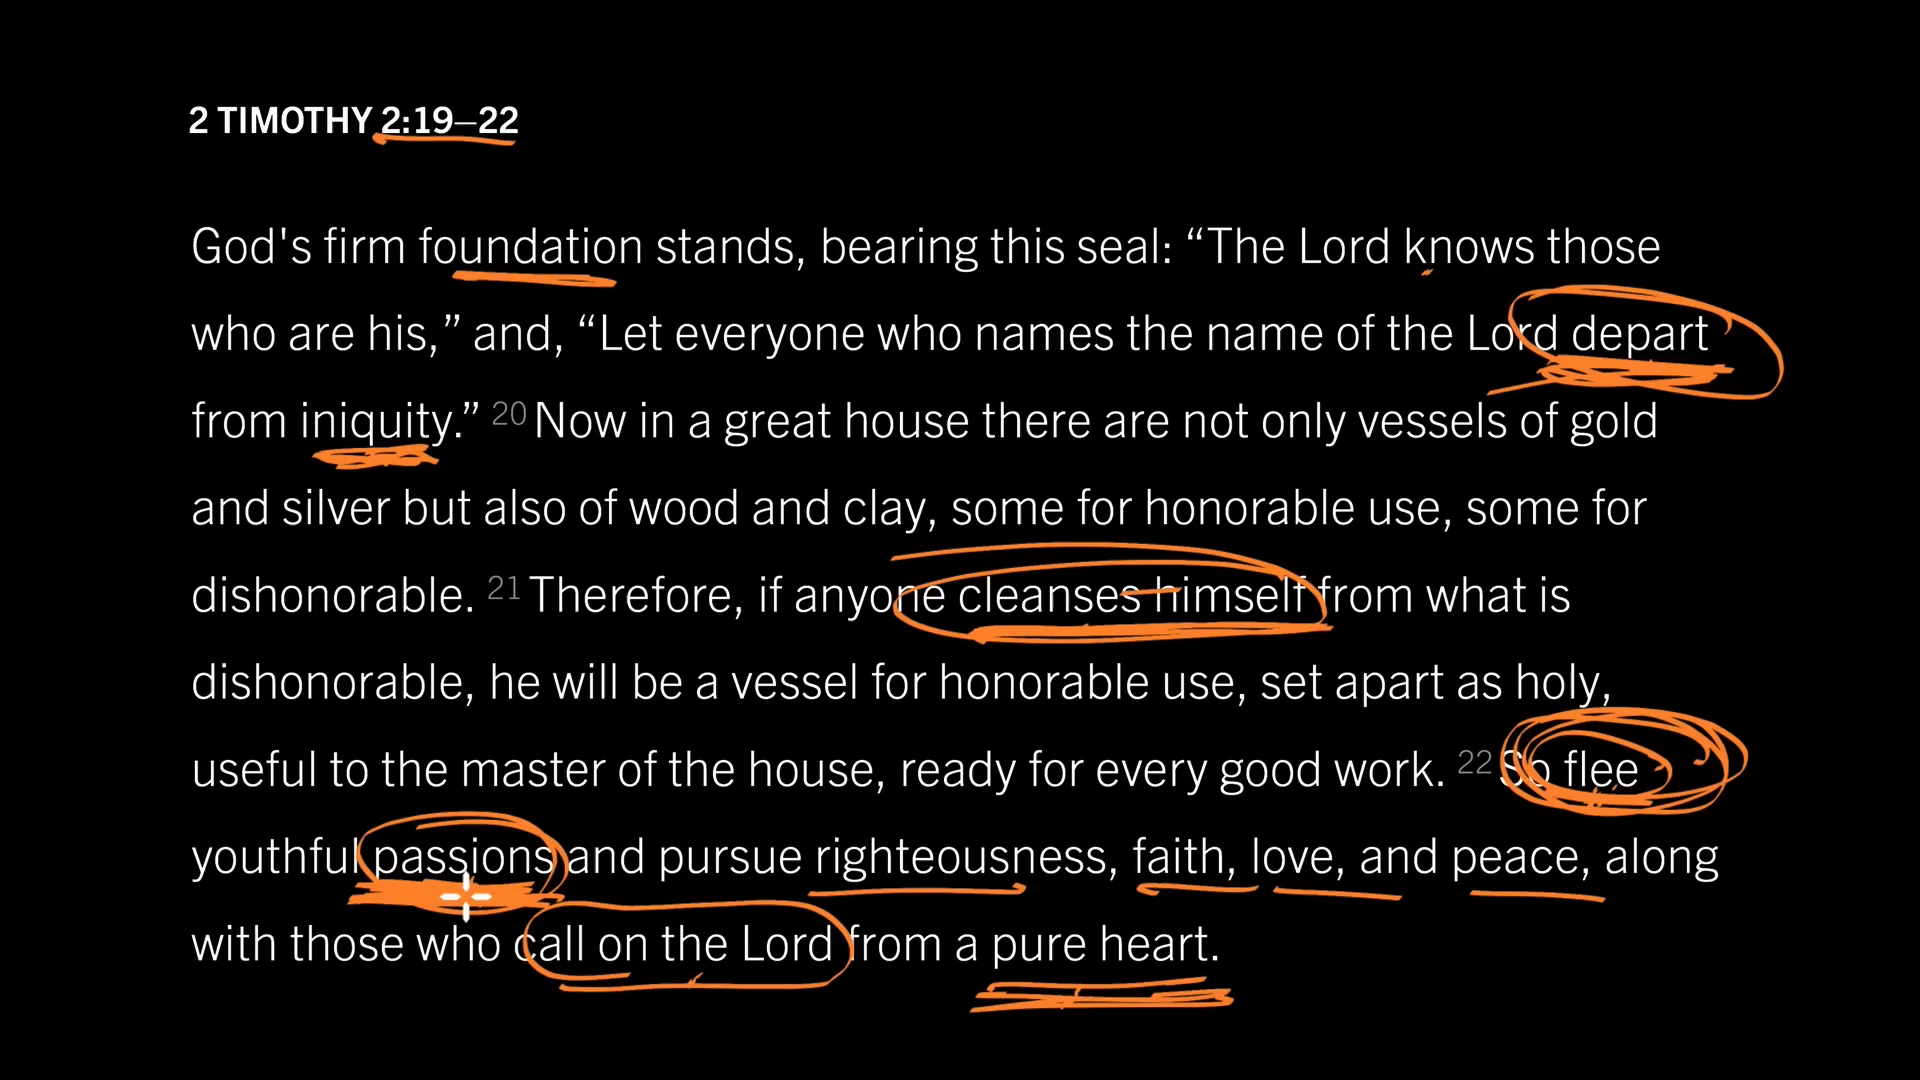 2 TIMOTHY 2:19–22
God's firm foundation stands, bearing this seal: “The Lord knows those
who are his,” and, “Let everyone who names the name of the Lord depart
from iniquity.” 20 Now in a great house there are not only vessels of gold
and silver but also of wood and clay, some for honorable use, some for
dishonorable. 21 Therefore, if anyone cleanses himself from what is
dishonorable, he will be a vessel for honorable use, set apart as holy,
useful to the master of the house, ready for every good work. 22 So flee
youthful passions and pursue righteousness, faith, love, and peace, along
with those who call on the Lord from a pure heart.